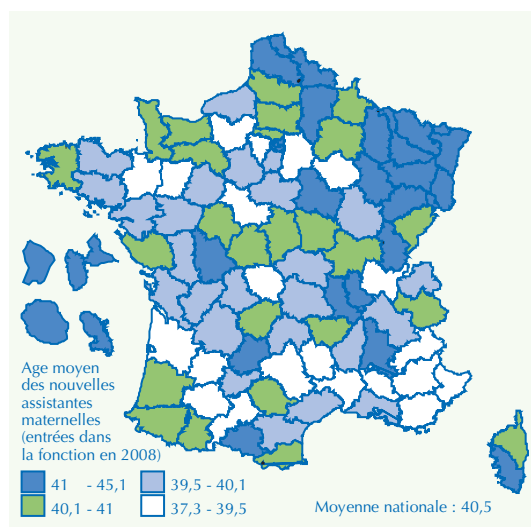 Age moyen
des nouvelles
assistantes
maternelles
(entrées dans
la fonction en 2008)
41 - 45,1
39,5 - 40,1
40,1 - 41
37,3 - 39,5
Moyenne nationale : 40,5